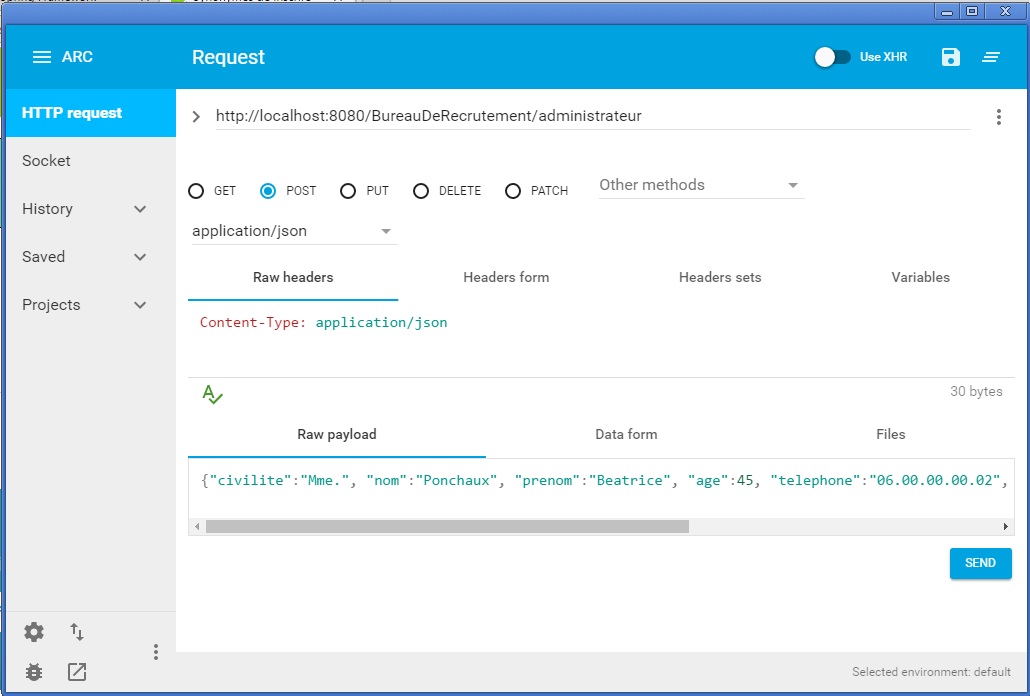 ARC
Request
Use XHR
HTTP request
http://localhost:8080/BureauDeRecrutement/administrateur
Socket
GET
POST
PUT
DELETE
PATCH
Other methods
History
application/json
Saved
Raw headers
Headers form
Headers sets
Variables
Projects
Content-Type: application/json
30 bytes
Raw payload
Data form
Files
{"civilite":"Mme.", "nom":"Ponchaux", "prenom":"Beatrice", "age":45, "telephone":"06.00.00.00.02",
SEND
Selected environment: default